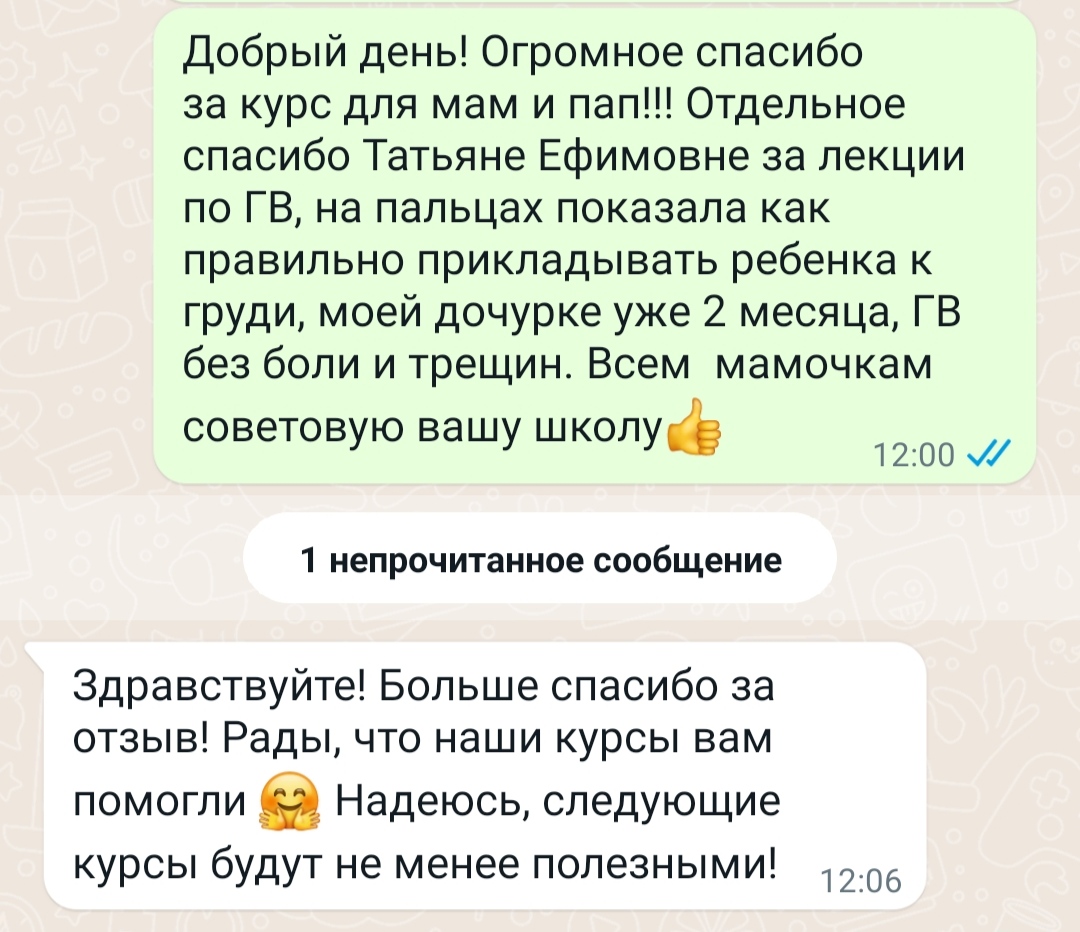 Добрый день! Огромное спасибо
за курс для мам и пап!!! Отдельное
спасибо Татьяне Ефимовне за лекции
по ГВ, на пальцах показала как
правильно прикладывать ребенка к
груди, моей дочурке уже 2 месяца, ГВ
без боли и трещин. Всем  мамочкам
советовую вашу школу👍
12:00
1 непрочитанное сообщение
Здравствуйте! Больше спасибо за
отзыв! Рады, что наши курсы вам
помогли 🤗 Надеюсь, следующие
курсы будут не менее полезными!
12:06